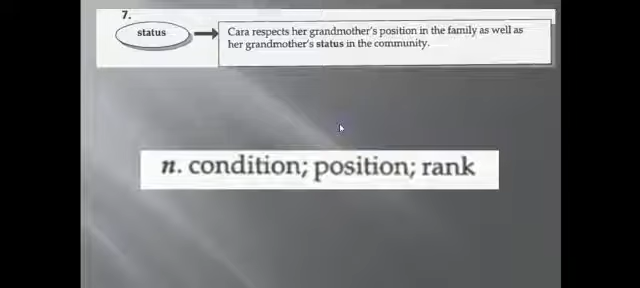 7.
status
Cara respects her grandmother's position in the family as well as
her grandmother's status in the community.
n. condition; position; rank